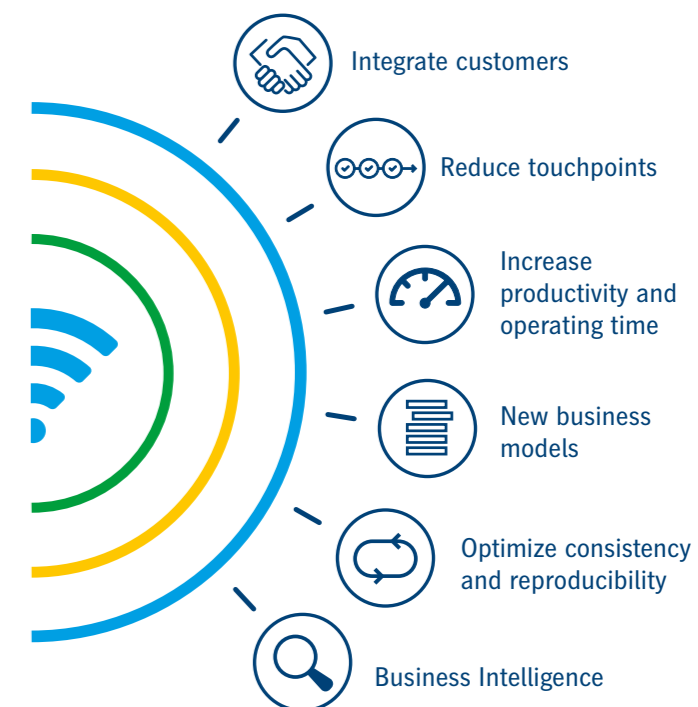 Integrate customers
Reduce touchpoints
Increase
productivity and
operating time
New business
models
Optimize consistency
and reproducibility
Business Intelligence